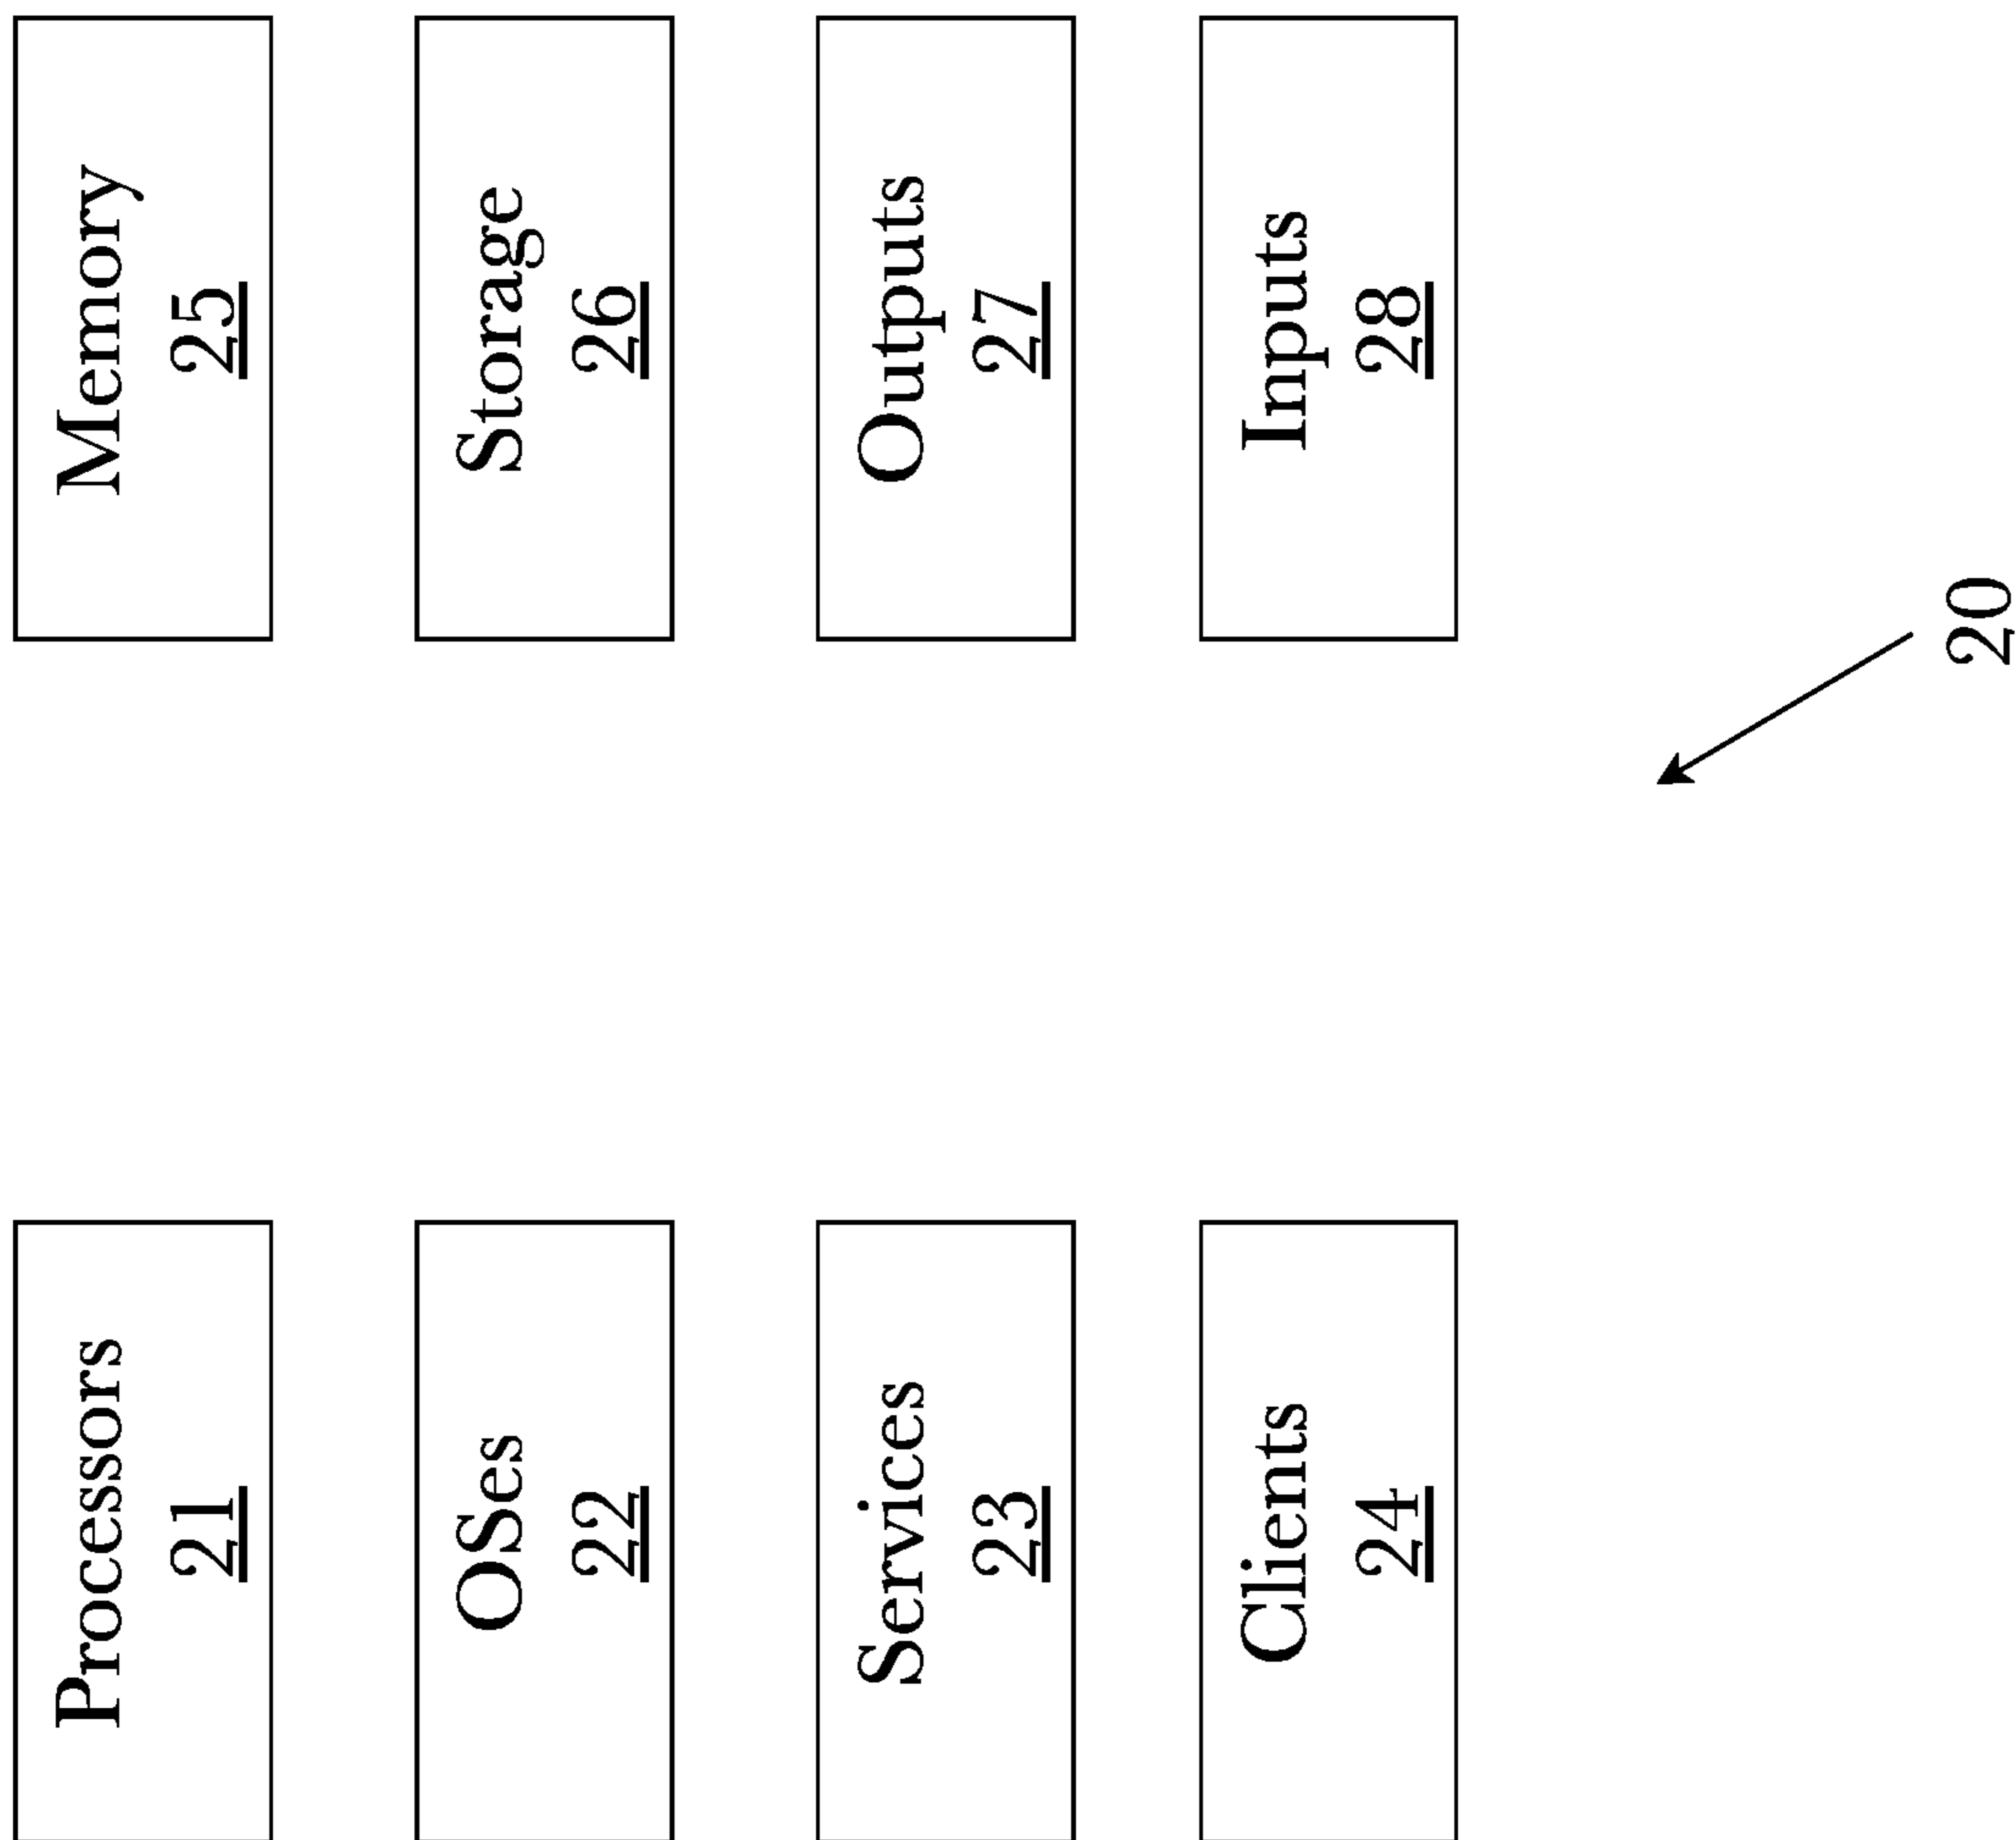 Processors
21
Memory
25
OSes
22
Storage
26
Services
23
Outputs
27
Clients
24
Inputs
28
20